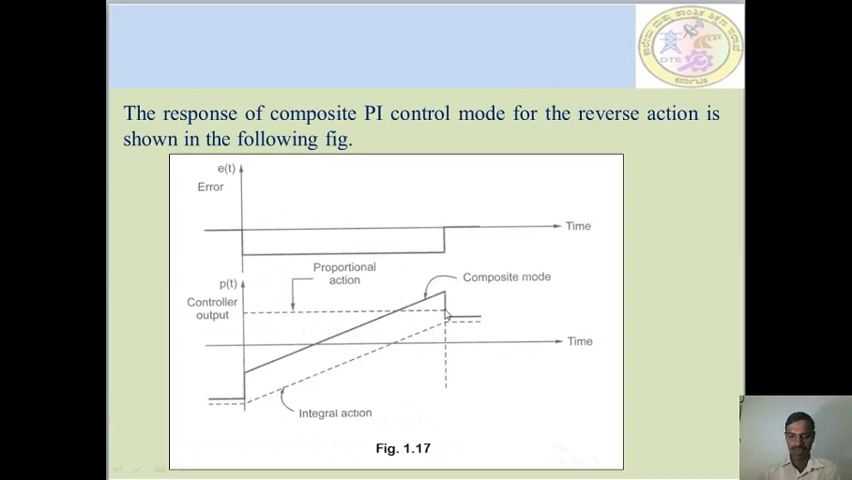 The response of composite PI control mode for the reverse action is
shown in the following fig.
e(t)
Error
Time
Proportional
action
Composite mode
p(t)
Controller
output
Time
Integral action
Fig. 1.17
DTE